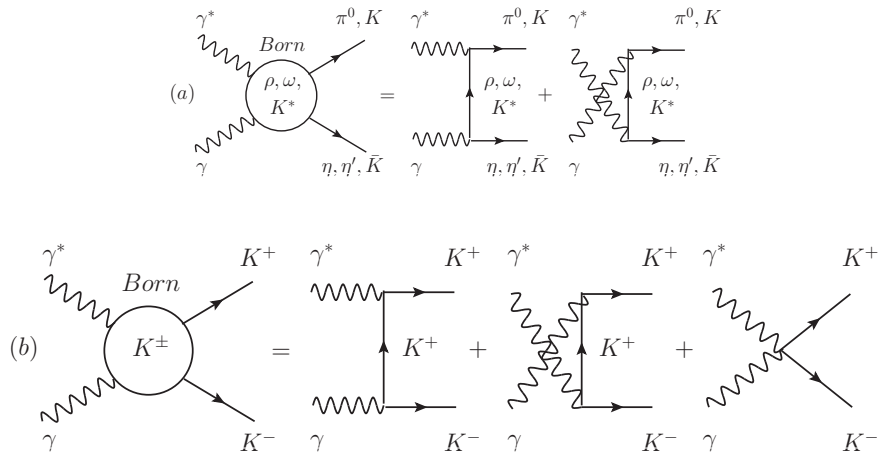 γ* π⁰, K γ* π⁰, K γ* π⁰, K
Born
(a) ρ, ω, K* = ρ, ω, K* + ρ, ω, K*
γ η, η′, K̄ γ η, η′, K̄ γ η, η′, K̄
γ* K⁺ γ* K⁺ γ* K⁺ γ* K⁺
Born
(b) K± = K⁺ + K⁺ +
γ K⁻ γ K⁻ γ K⁻ γ K⁻